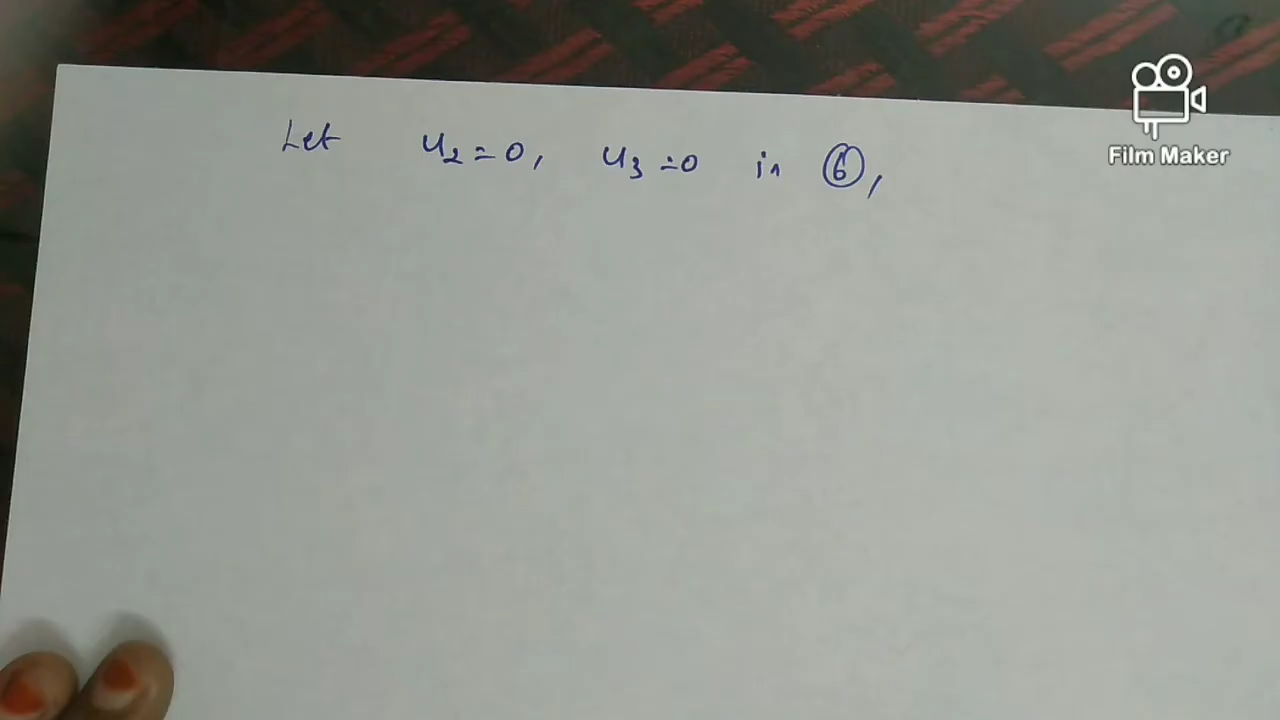 Let u₂=0, u₃=0 in ⑥,
Film Maker